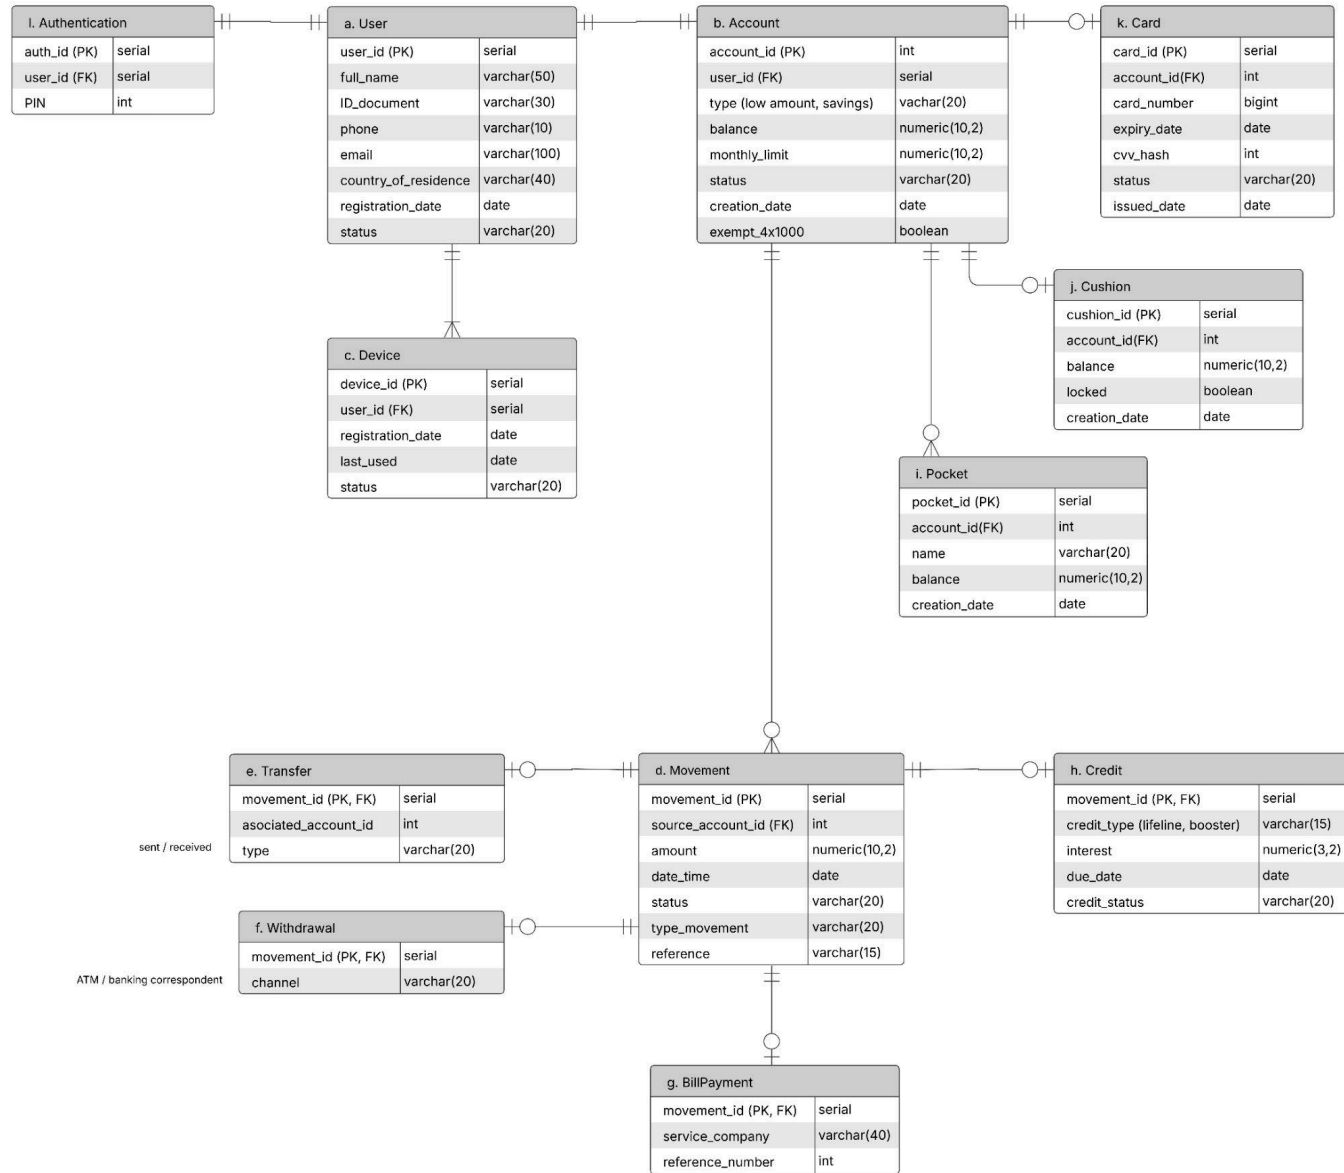 l. Authentication
auth_id (PK) serial
user_id (FK) serial
PIN int
a. User
user_id (PK) serial
full_name varchar(50)
ID_document varchar(30)
phone varchar(10)
email varchar(100)
country_of_residence varchar(40)
registration_date date
status varchar(20)
b. Account
account_id (PK) int
user_id (FK) serial
type (low amount, savings) vachar(20)
balance numeric(10,2)
monthly_limit numeric(10,2)
status varchar(20)
creation_date date
exempt_4x1000 boolean
k. Card
card_id (PK) serial
account_id(FK) int
card_number bigint
expiry_date date
cvv_hash int
status varchar(20)
issued_date date
c. Device
device_id (PK) serial
user_id (FK) serial
registration_date date
last_used date
status varchar(20)
j. Cushion
cushion_id (PK) serial
account_id(FK) int
balance numeric(10,2)
locked boolean
creation_date date
i. Pocket
pocket_id (PK) serial
account_id(FK) int
name varchar(20)
balance numeric(10,2)
creation_date date
e. Transfer
movement_id (PK, FK) serial
asociated_account_id int
type varchar(20)
sent / received
d. Movement
movement_id (PK) serial
source_account_id (FK) int
amount numeric(10,2)
date_time date
status varchar(20)
type_movement varchar(20)
reference varchar(15)
h. Credit
movement_id (PK, FK) serial
credit_type (lifeline, booster) varchar(15)
interest numeric(3,2)
due_date date
credit_status varchar(20)
f. Withdrawal
movement_id (PK, FK) serial
channel varchar(20)
ATM / banking correspondent
g. BillPayment
movement_id (PK, FK) serial
service_company varchar(40)
reference_number int